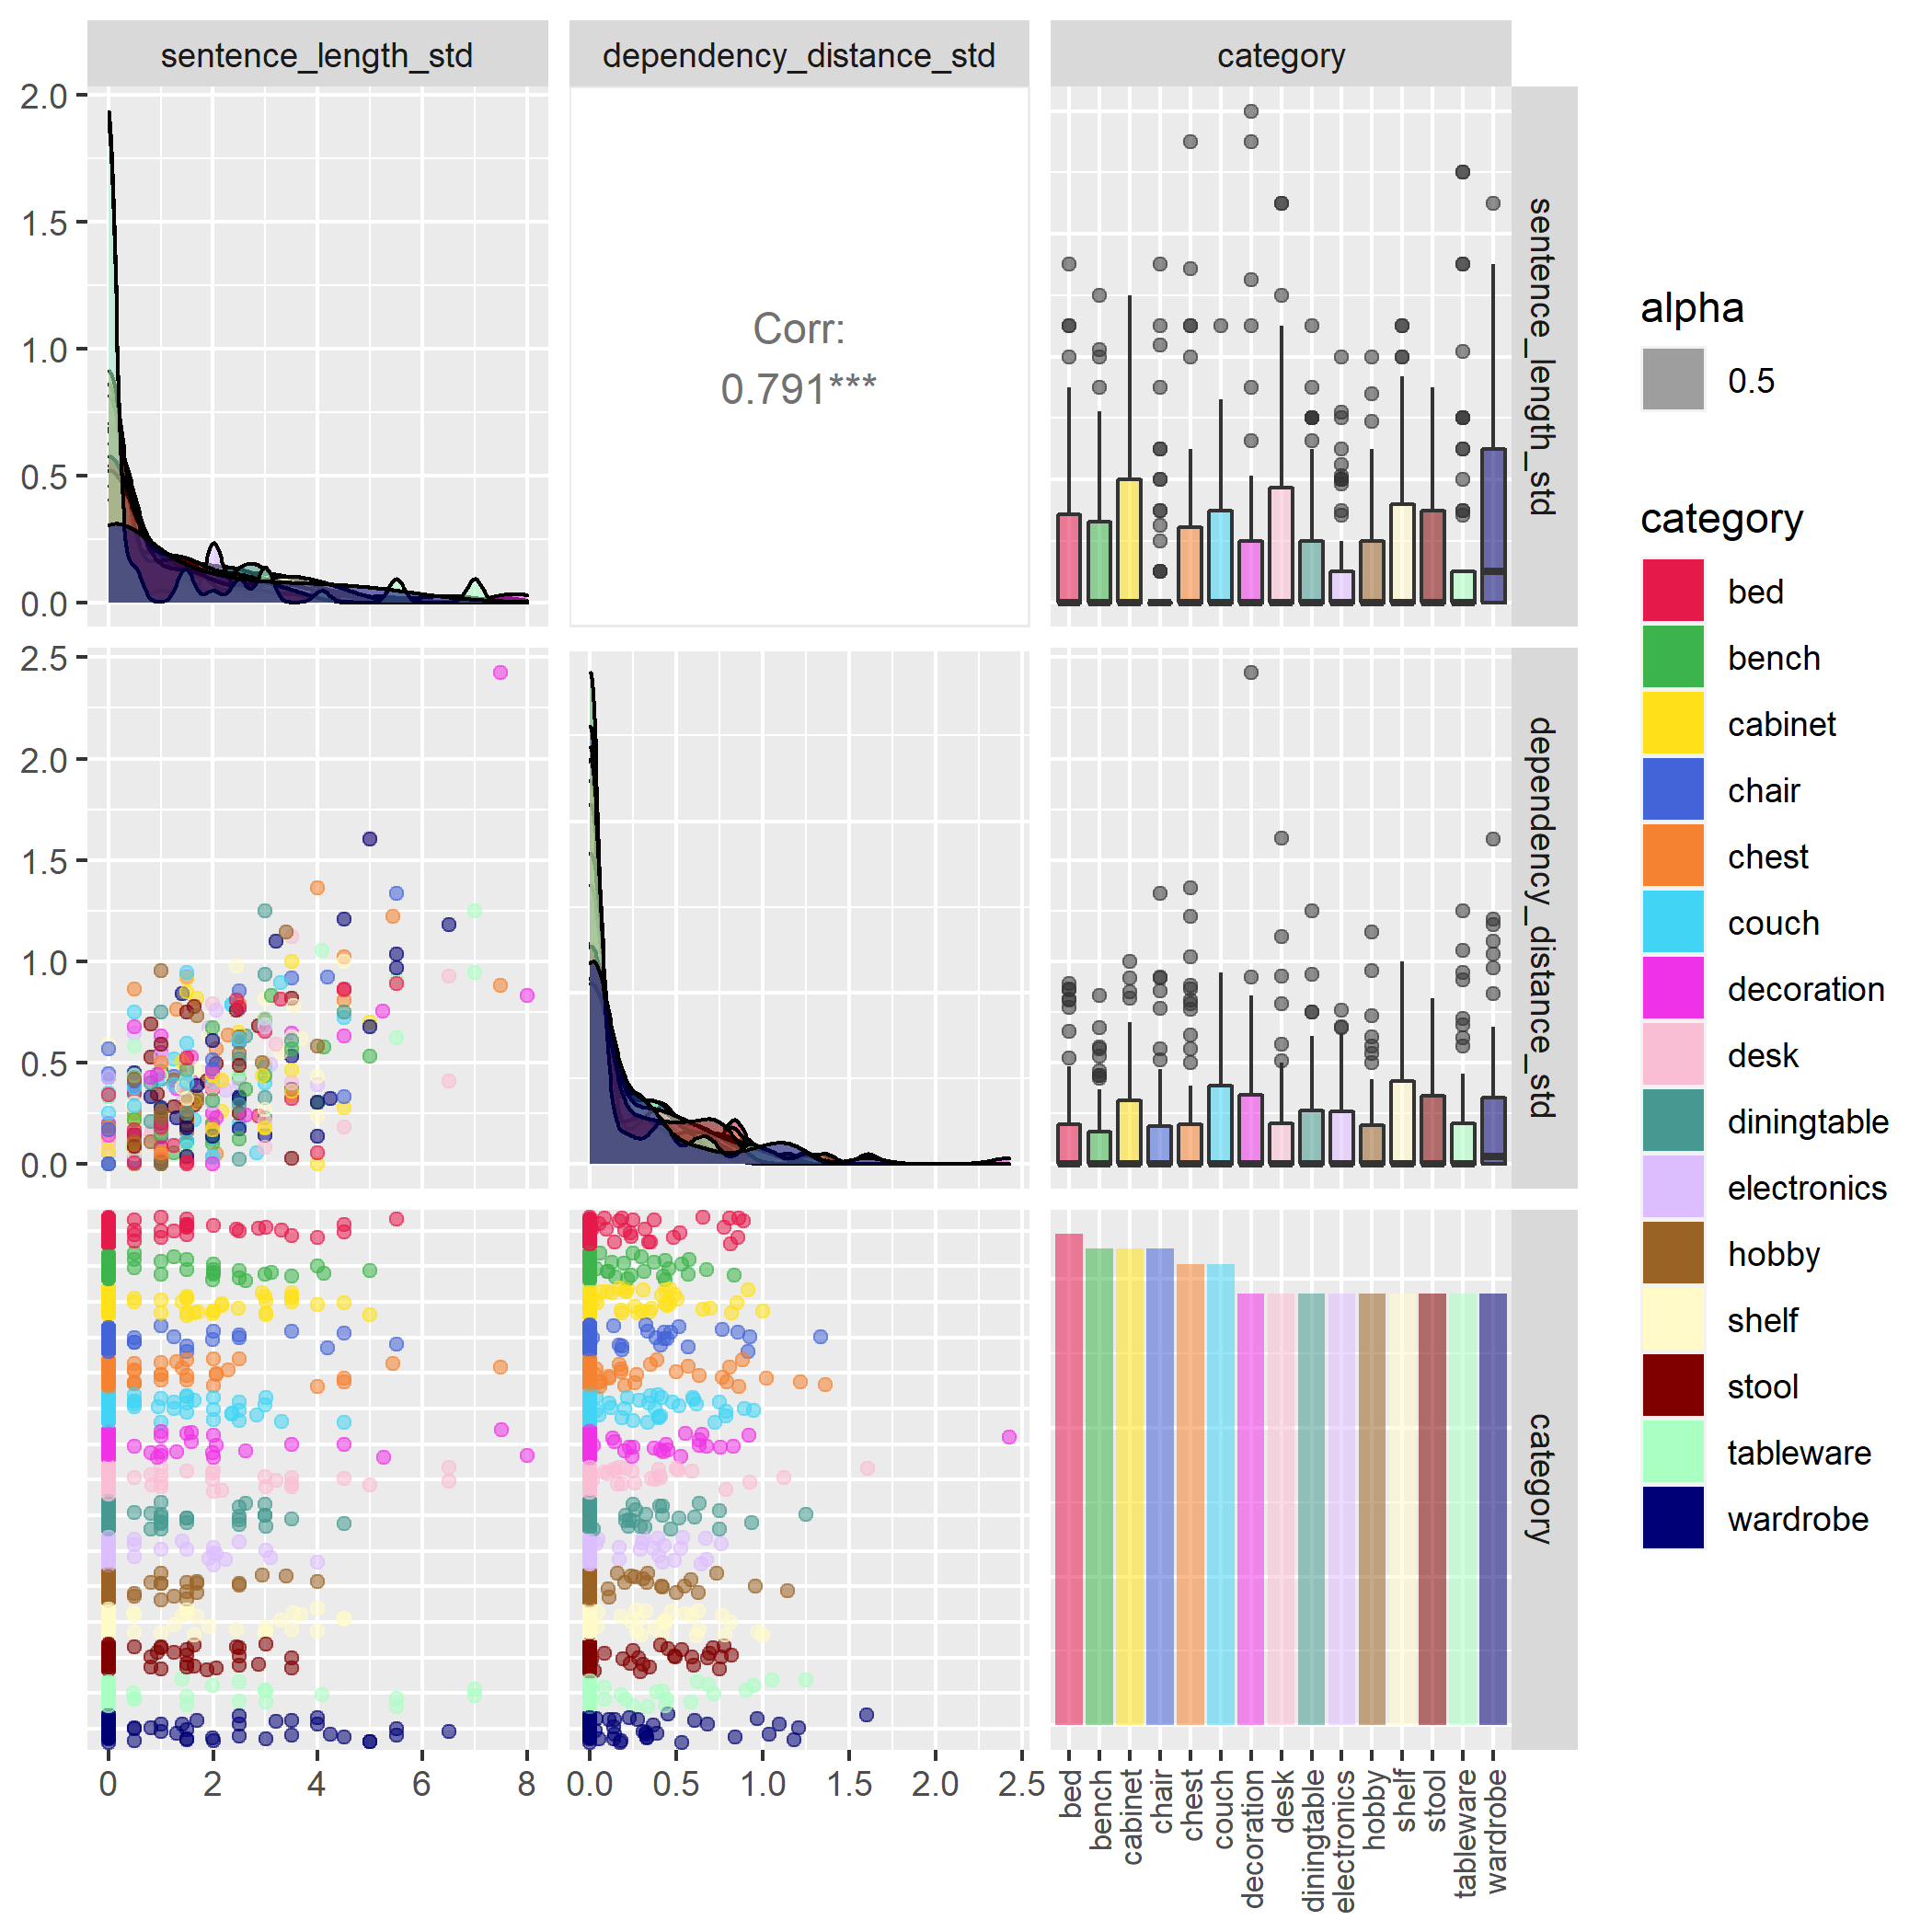 sentence_length_std
dependency_distance_std
category
2.0
1.5
1.0
0.5
0.0
Corr:
0.791***
sentence_length_std
2.5
2.0
1.5
1.0
0.5
0.0
dependency_distance_std
category
0
2
4
6
8
0.0
0.5
1.0
1.5
2.0
2.5
bed
bench
cabinet
chair
chest
couch
decoration
desk
diningtable
electronics
hobby
shelf
stool
tableware
wardrobe
alpha
0.5
category
bed
bench
cabinet
chair
chest
couch
decoration
desk
diningtable
electronics
hobby
shelf
stool
tableware
wardrobe